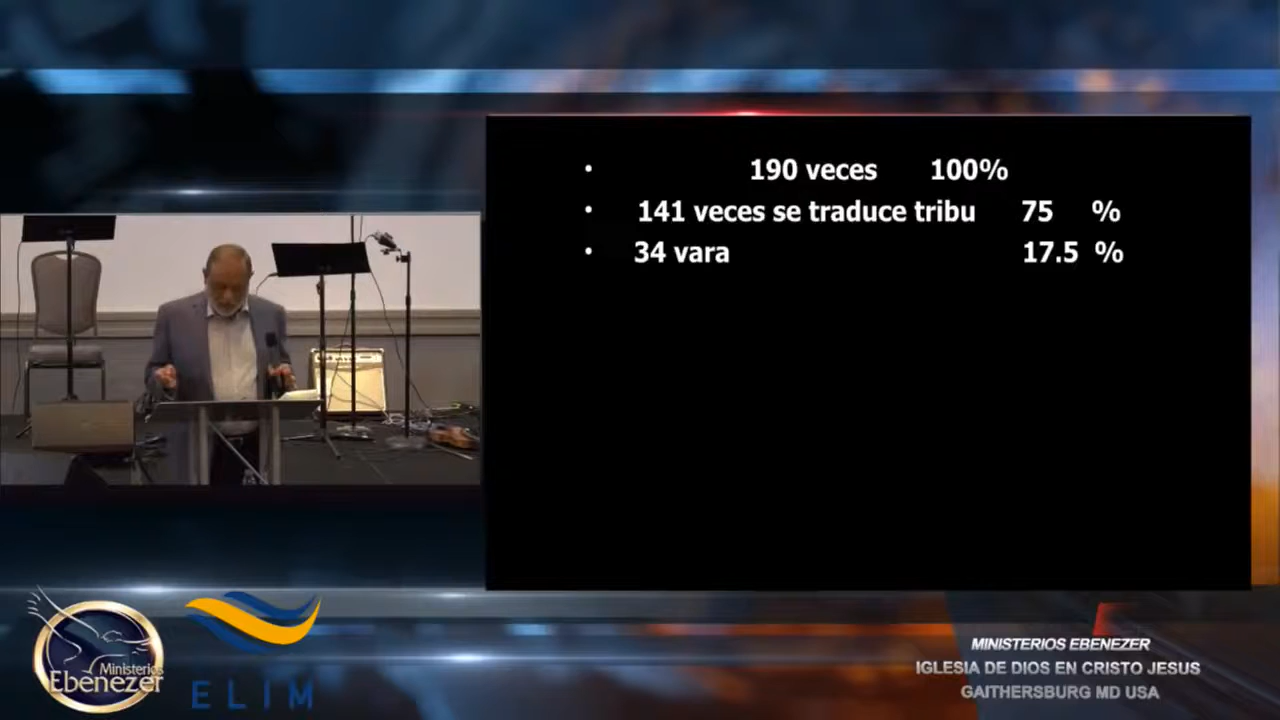 • 190 veces 100%
• 141 veces se traduce tribu 75 %
• 34 vara 17.5 %
Ministerios
Ebenezer
ELIM
MINISTERIOS EBENEZER
IGLESIA DE DIOS EN CRISTO JESUS
GAITHERSBURG MD USA